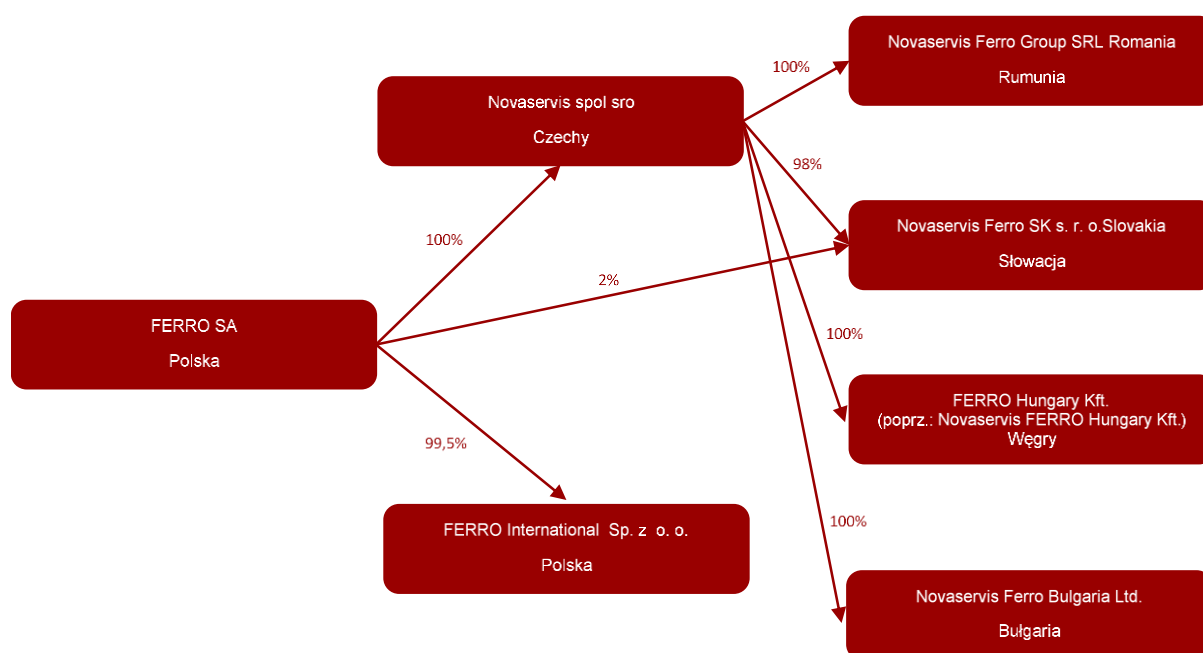 Novaservis Ferro Group SRL Romania
Rumunia
100%
Novaservis spol sro
Czechy
98%
Novaservis Ferro SK s. r. o.Slovakia
Słowacja
100%
2%
FERRO SA
Polska
100%
FERRO Hungary Kft.
(poprz.: Novaservis FERRO Hungary Kft.)
Węgry
99,5%
100%
FERRO International Sp. z o. o.
Polska
Novaservis Ferro Bulgaria Ltd.
Bułgaria